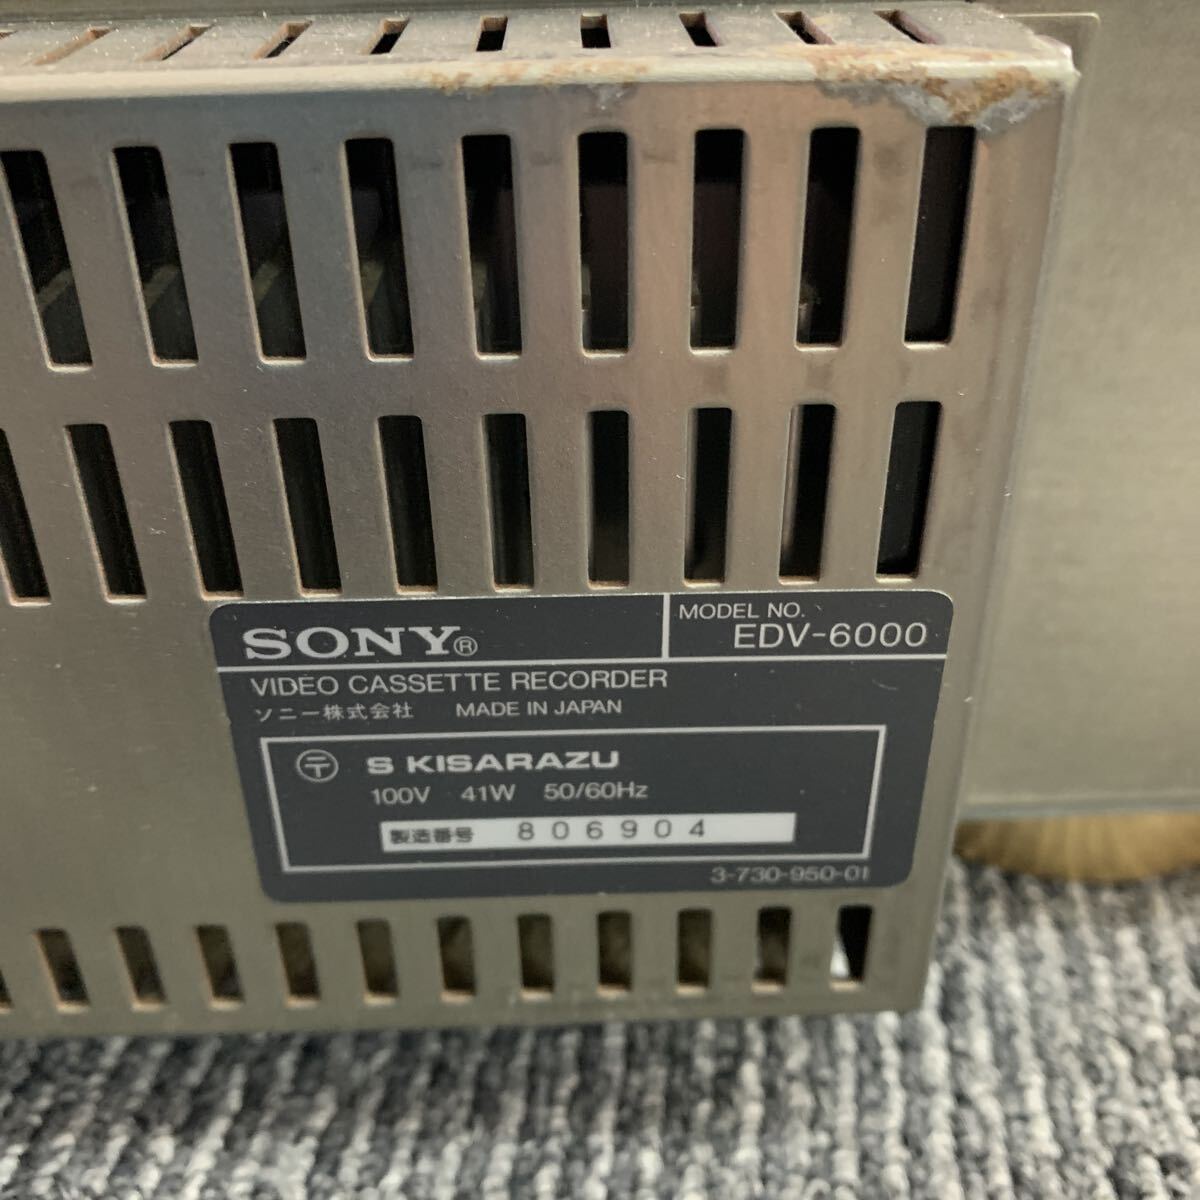 SONY®
MODEL NO.
EDV-6000
VIDEO CASSETTE RECORDER
ソニー株式会社 MADE IN JAPAN
〒 S KISARAZU
100V 41W 50/60Hz
製造番号 806904
3-730-950-01